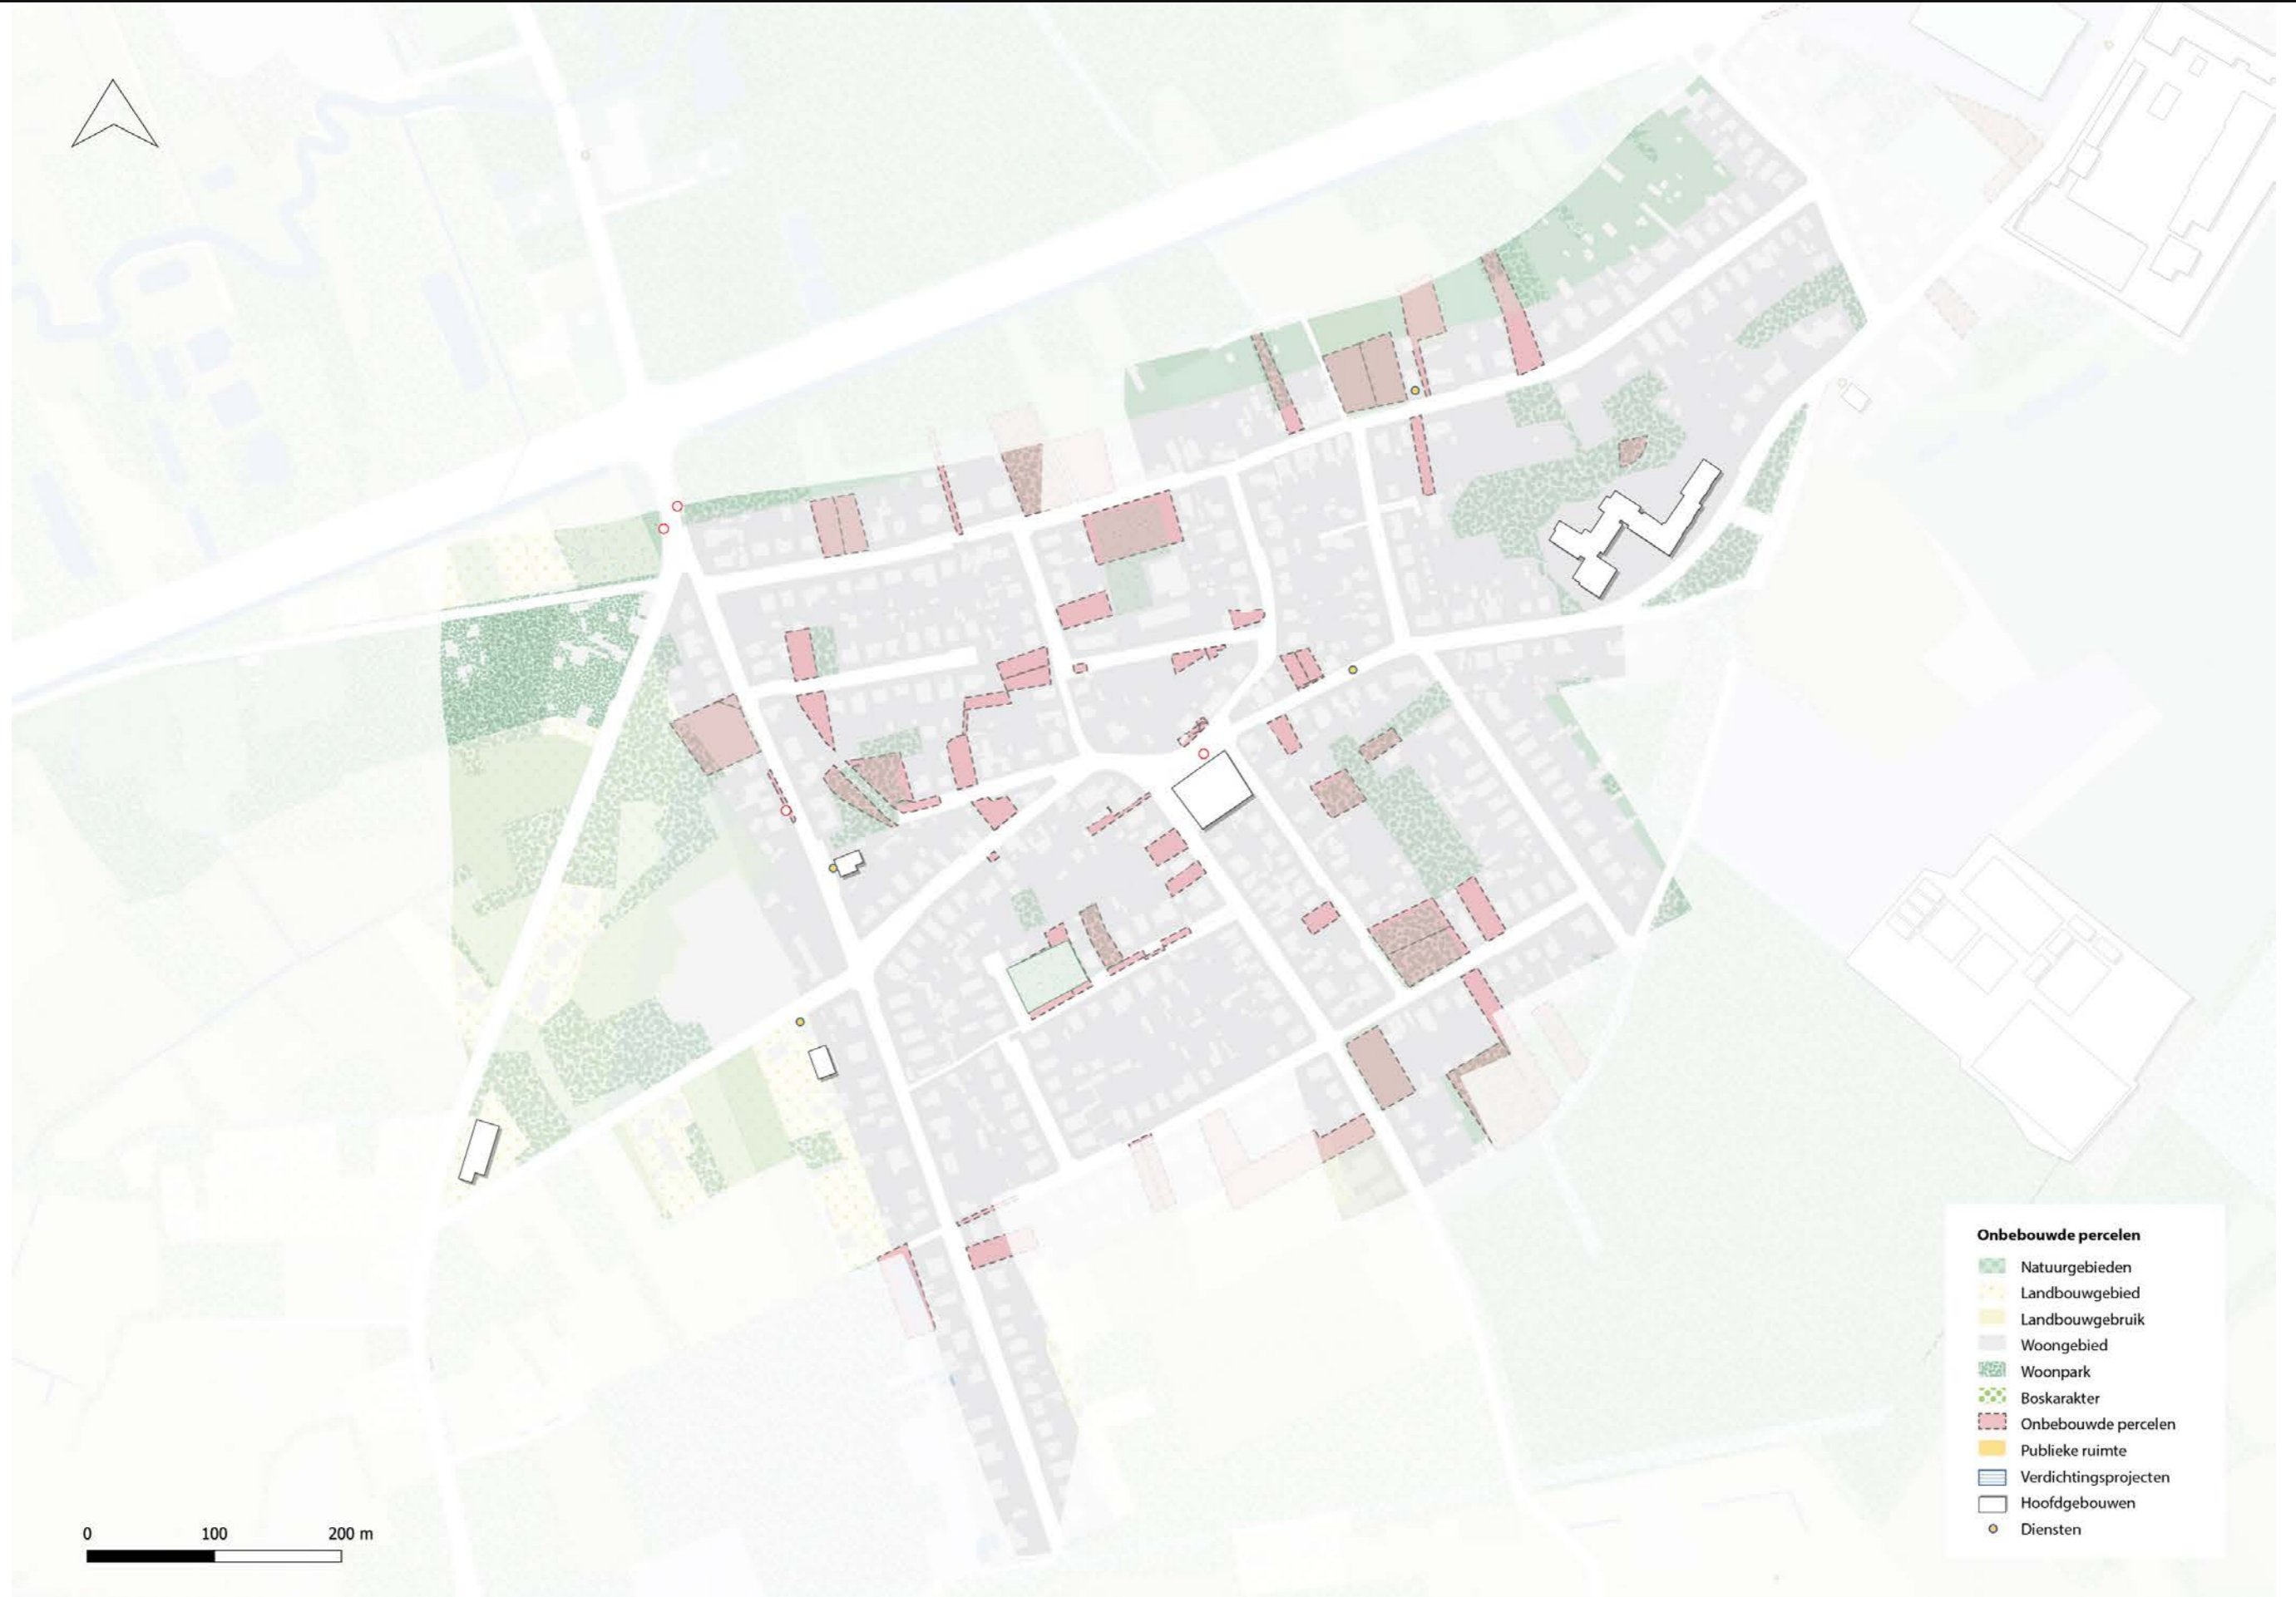 Onbebouwde percelen
Natuurgebieden
Landbouwgebied
Landbouwgebruik
Woongebied
Woonpark
Boskarakter
Onbebouwde percelen
Publieke ruimte
Verdichtingsprojecten
Hoofdgebouwen
Diensten
0 100 200 m